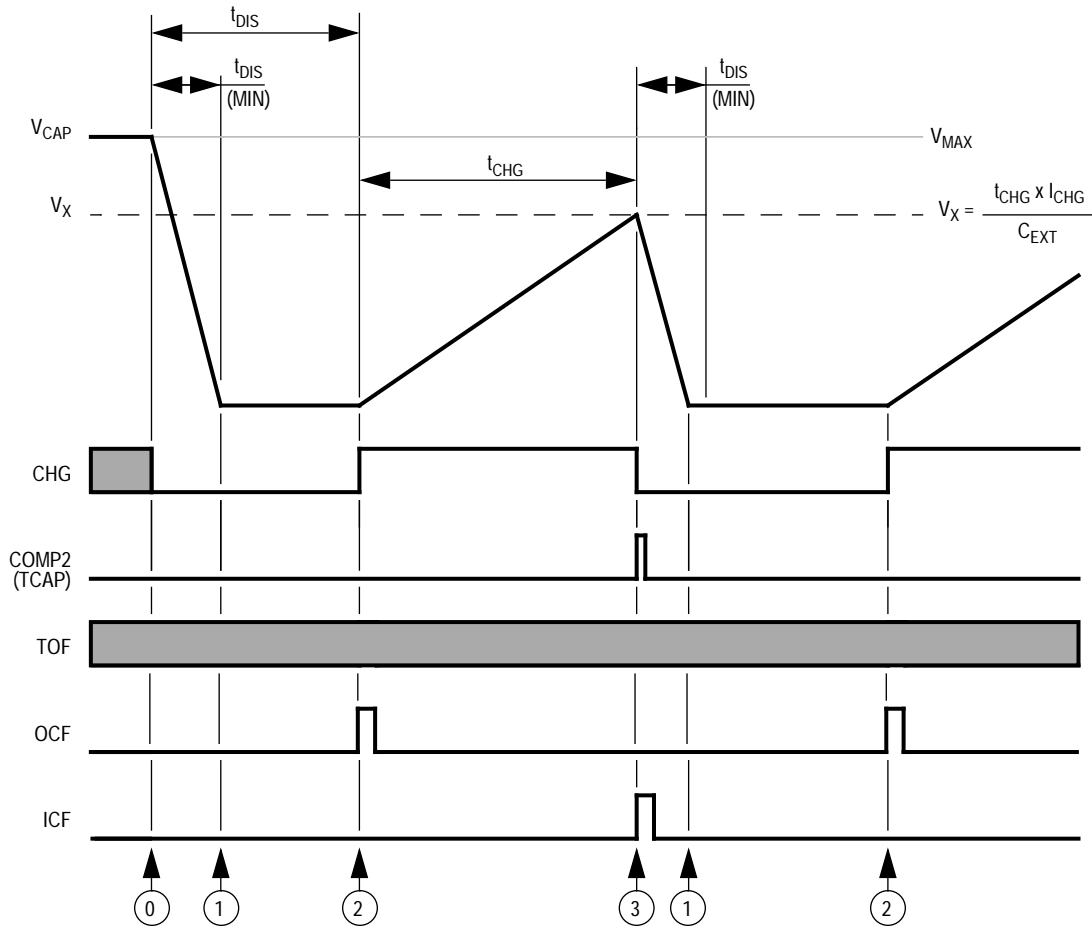 tDIS
tDIS
(MIN)
tDIS
(MIN)
VCAP
VMAX
tCHG
VX
VX = tCHG x ICHG
CEXT
CHG
COMP2
(TCAP)
TOF
OCF
ICF
0 1 2 3 1 2